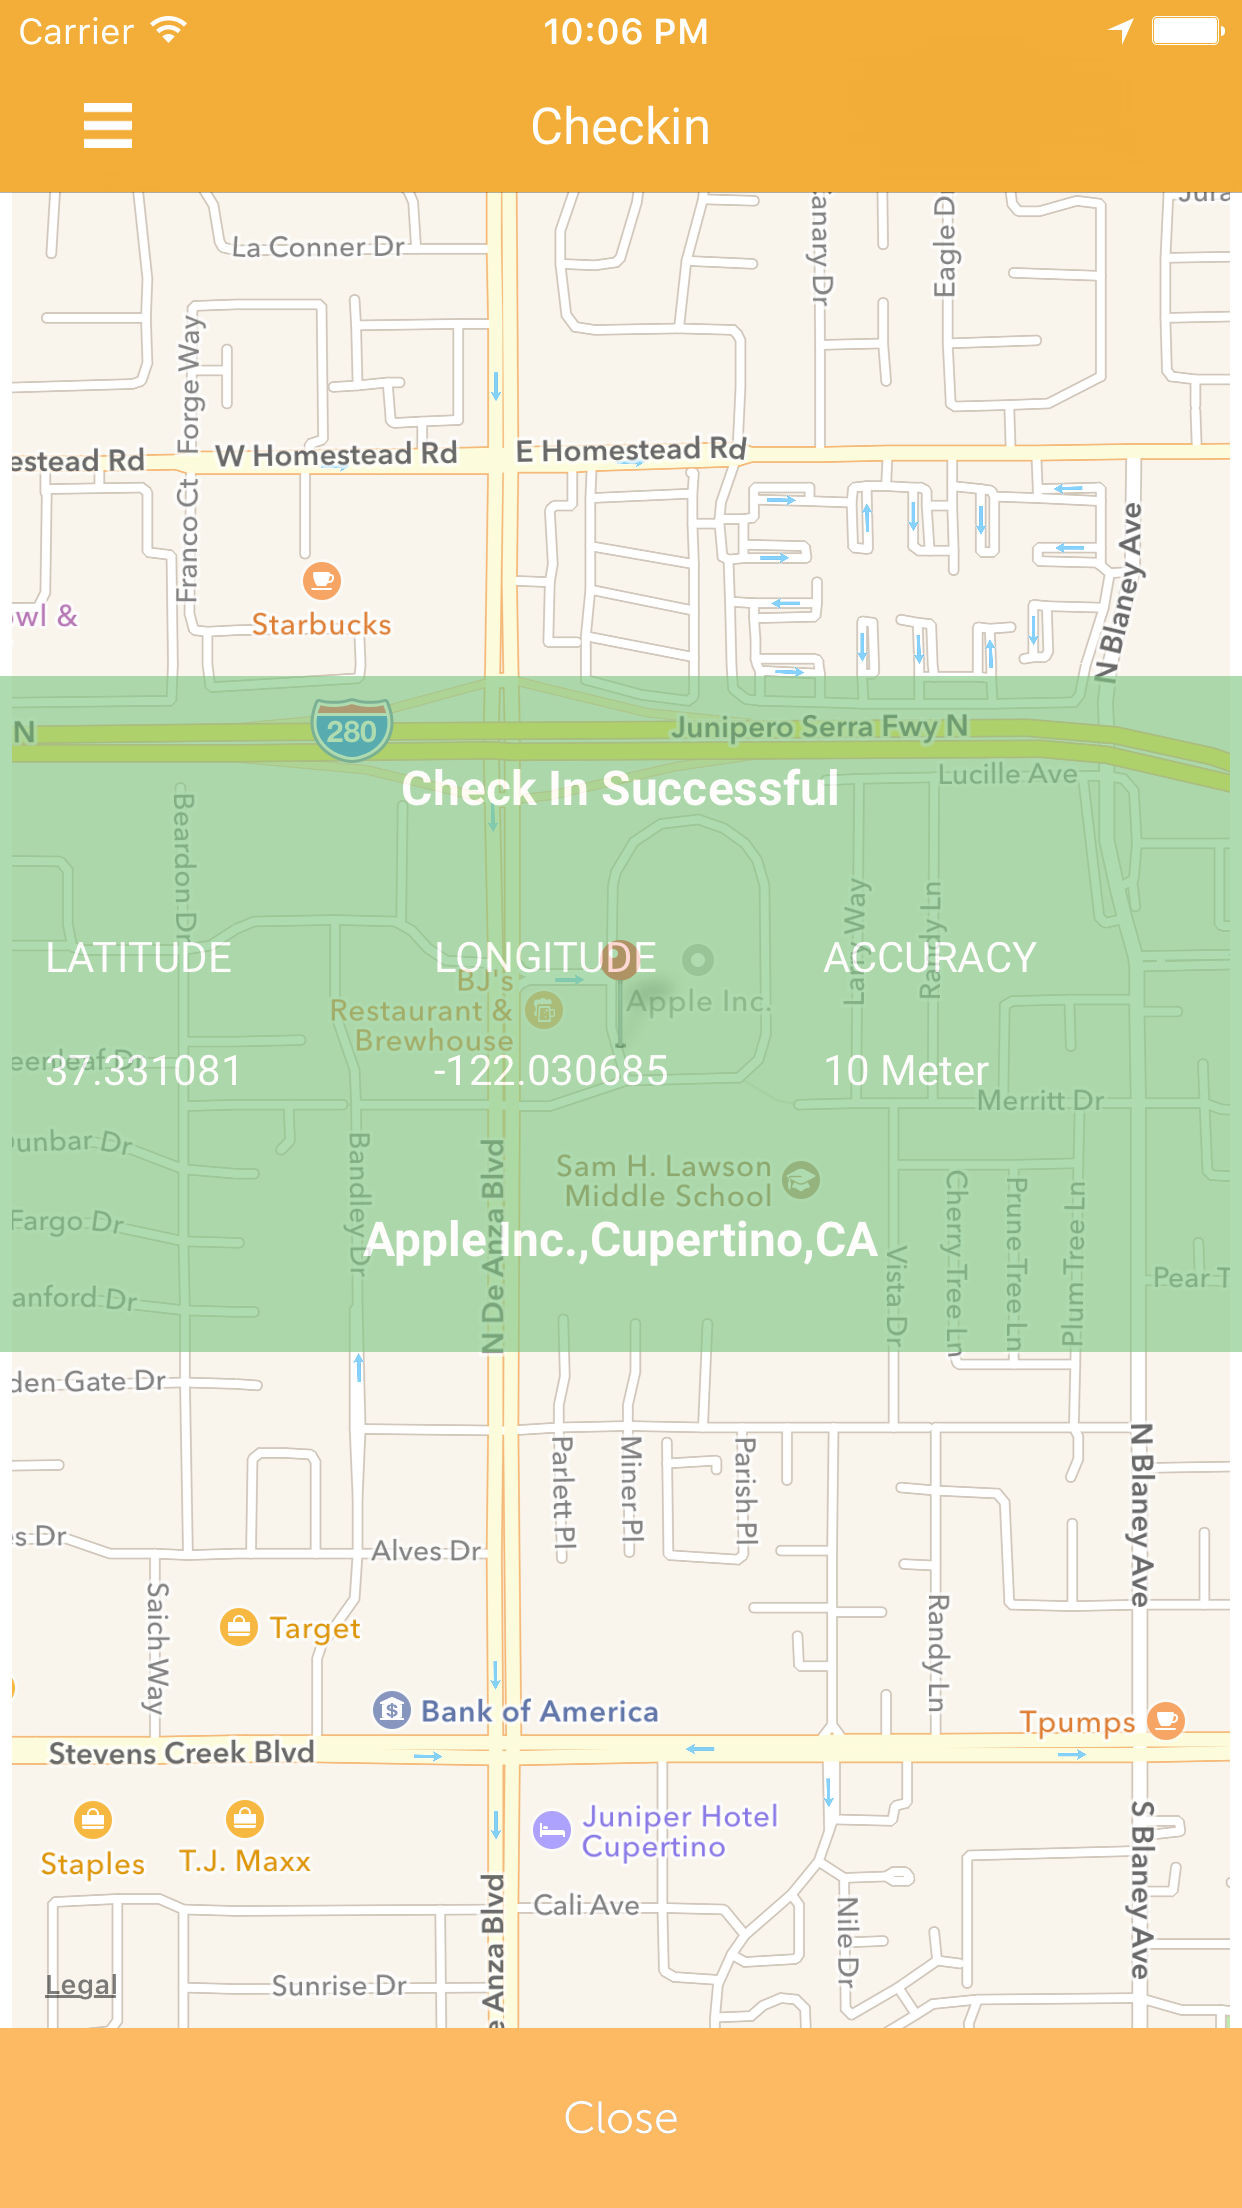 Carrier 10:06 PM
Checkin
La Conner Dr
Eagle Dr
anary Dr
Forge Way
estead Rd
W Homestead Rd
E Homestead Rd
Franco Ct
N Blaney Ave
Starbucks
owl &
N
280
Junipero Serra Fwy N
Lucille Ave
Check In Successful
Beardon Dr
Larry Way
Randy Ln
LATITUDE LONGITUDE ACCURACY
BJ's
Restaurant &
Brewhouse
Apple Inc.
37.331081 -122.030685 10 Meter
Merritt Dr
Dunbar Dr
Bandley Dr
N De Anza Blvd
Sam H. Lawson
Middle School
Cherry Tree Ln
Prune Tree Ln
Plum Tree Ln
Fargo Dr
Apple Inc.,Cupertino,CA
Vista Dr
Pear T
anford Dr
den Gate Dr
Parlett Pl
Miner Pl
Parish Pl
N Blaney Ave
s Dr
Alves Dr
Saich Way
Target
Randy Ln
Bank of America
Tpumps
Stevens Creek Blvd
Staples
T.J. Maxx
Juniper Hotel
Cupertino
S Blaney Ave
Cali Ave
Nile Dr
e Anza Blvd
Legal
Sunrise Dr
Close